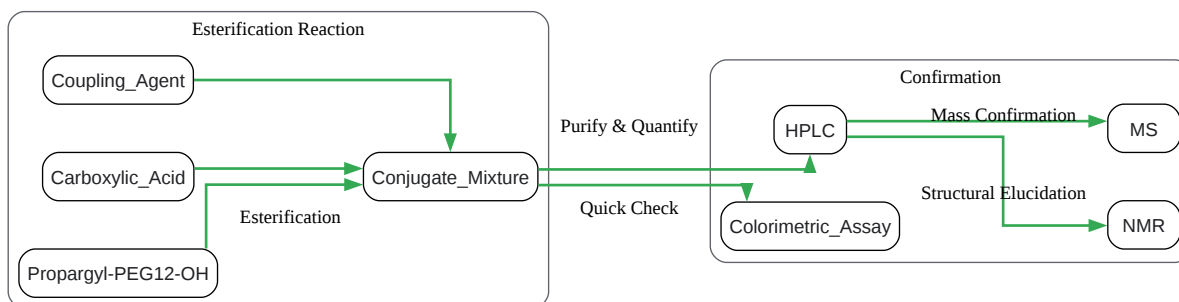 Esterification Reaction
Coupling_Agent
Carboxylic_Acid
Conjugate_Mixture
Esterification
Propargyl-PEG12-OH
Purify & Quantify
Quick Check
Confirmation
HPLC
Mass Confirmation
MS
Structural Elucidation
Colorimetric_Assay
NMR